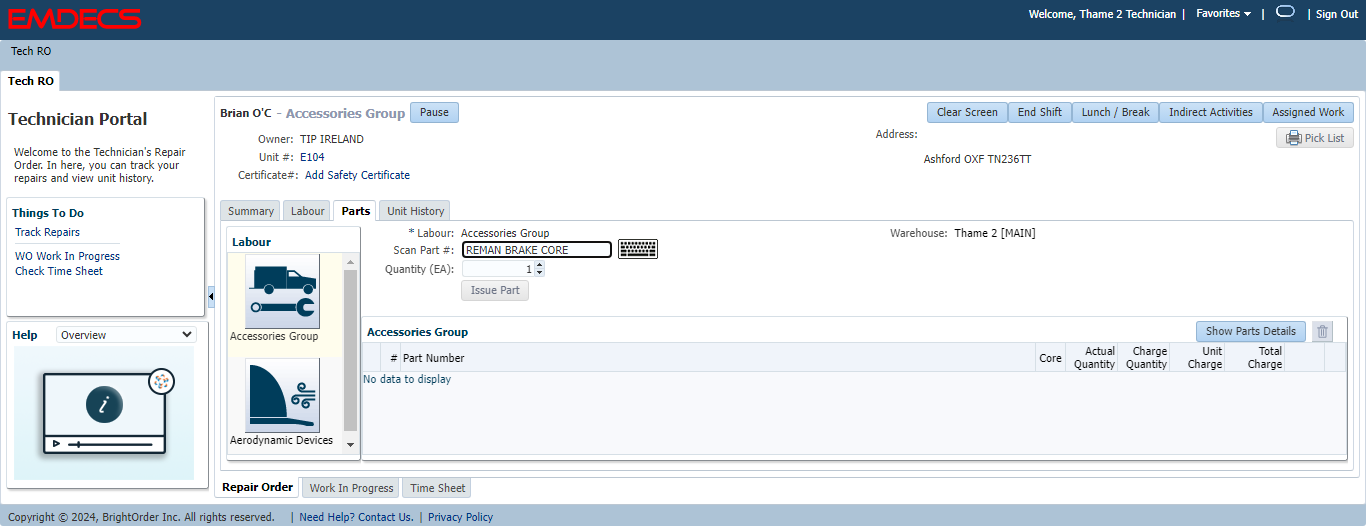 EMDECS
Welcome, Thame 2 Technician | Favorites | | Sign Out
Tech RO
Tech RO
Technician Portal
Welcome to the Technician's Repair
Order. In here, you can track your
repairs and view unit history.
Things To Do
Track Repairs
WO Work In Progress
Check Time Sheet
Help Overview
i
Brian O'C - Accessories Group Pause
Clear Screen End Shift Lunch / Break Indirect Activities Assigned Work
Owner: TIP IRELAND
Address:
Pick List
Unit #: E104
Ashford OXF TN236TT
Certificate#: Add Safety Certificate
Summary Labour Parts Unit History
Labour
Accessories Group
Aerodynamic Devices
* Labour: Accessories Group
Warehouse: Thame 2 [MAIN]
Scan Part #: REMAN BRAKE CORE
Quantity (EA): 1
Issue Part
Accessories Group
Show Parts Details
# Part Number Core Actual Quantity Charge Quantity Unit Charge Total Charge
No data to display
Repair Order Work In Progress Time Sheet
Copyright © 2024, BrightOrder Inc. All rights reserved. | Need Help? Contact Us. | Privacy Policy